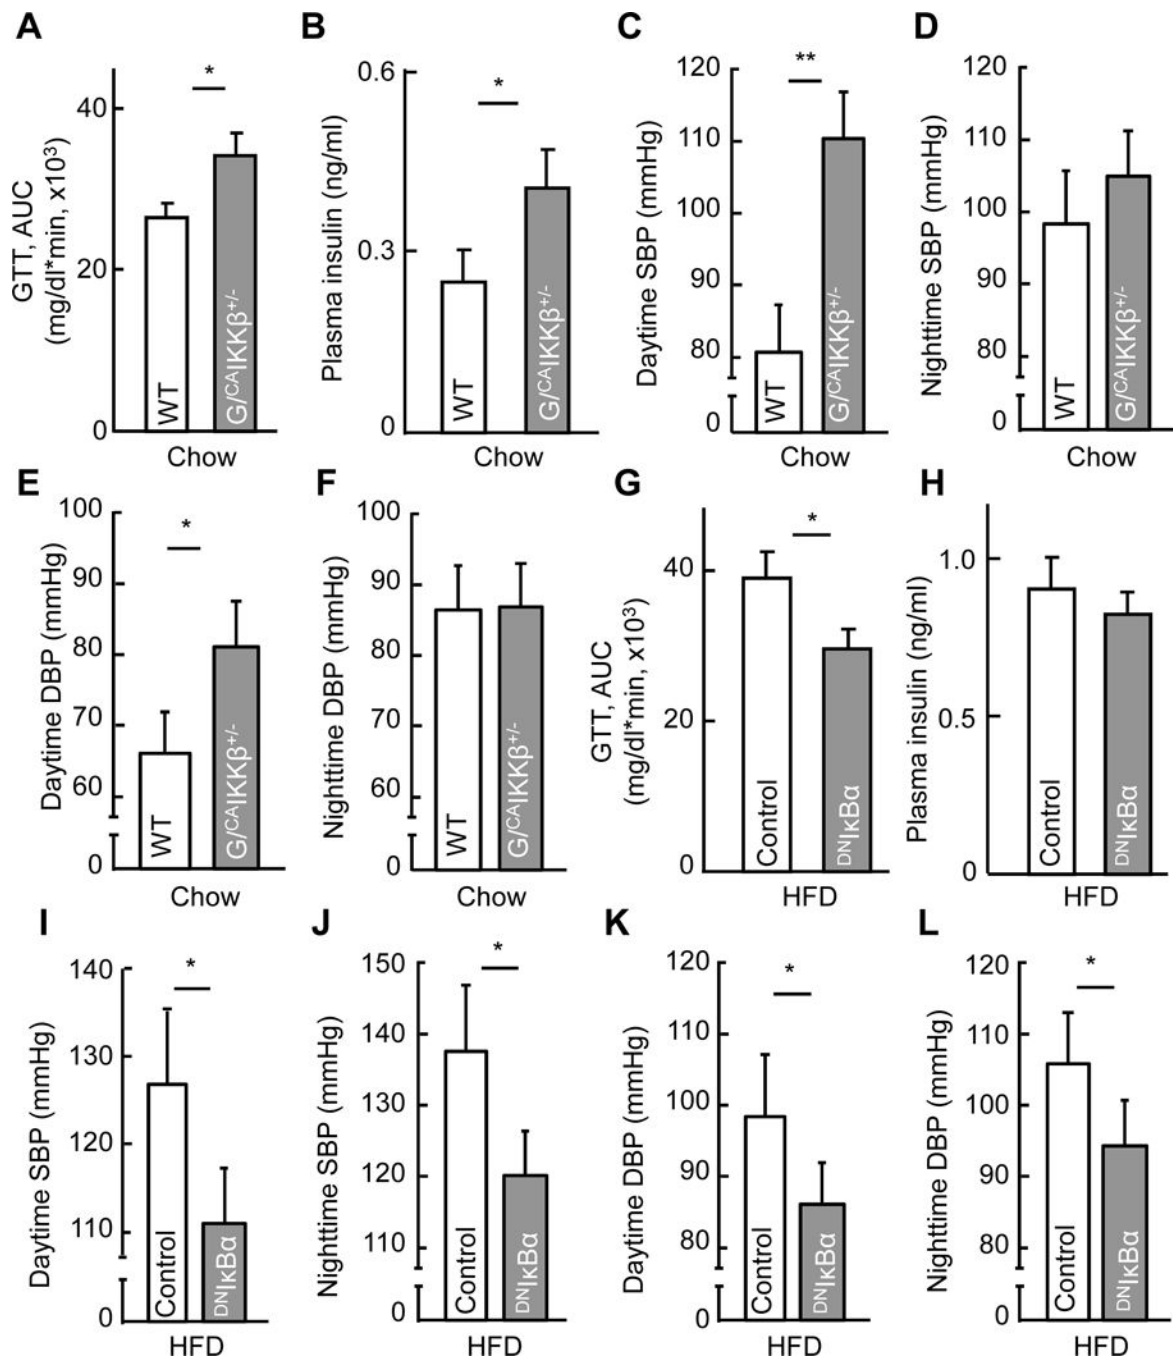 A
GTT, AUC
(mg/dl*min, x10³)
40
20
0
*
WT
G/ᶜᴬIKKβ⁺/⁻
Chow
B
Plasma insulin (ng/ml)
0.6
0.3
0
*
WT
G/ᶜᴬIKKβ⁺/⁻
Chow
C
Daytime SBP (mmHg)
120
110
100
90
80
0
**
WT
G/ᶜᴬIKKβ⁺/⁻
Chow
D
Nighttime SBP (mmHg)
120
110
100
90
80
0
WT
G/ᶜᴬIKKβ⁺/⁻
Chow
E
Daytime DBP (mmHg)
100
90
80
70
60
0
*
WT
G/ᶜᴬIKKβ⁺/⁻
Chow
F
Nighttime DBP (mmHg)
100
90
80
70
60
0
WT
G/ᶜᴬIKKβ⁺/⁻
Chow
G
GTT, AUC
(mg/dl*min, x10³)
40
20
0
*
Control
ᴰᴺIκBα
HFD
H
Plasma insulin (ng/ml)
1.0
0.5
0
Control
ᴰᴺIκBα
HFD
I
Daytime SBP (mmHg)
140
130
120
110
0
*
Control
ᴰᴺIκBα
HFD
J
Nighttime SBP (mmHg)
150
140
130
120
110
0
*
Control
ᴰᴺIκBα
HFD
K
Daytime DBP (mmHg)
120
110
100
90
80
0
*
Control
ᴰᴺIκBα
HFD
L
Nighttime DBP (mmHg)
120
110
100
90
80
0
*
Control
ᴰᴺIκBα
HFD